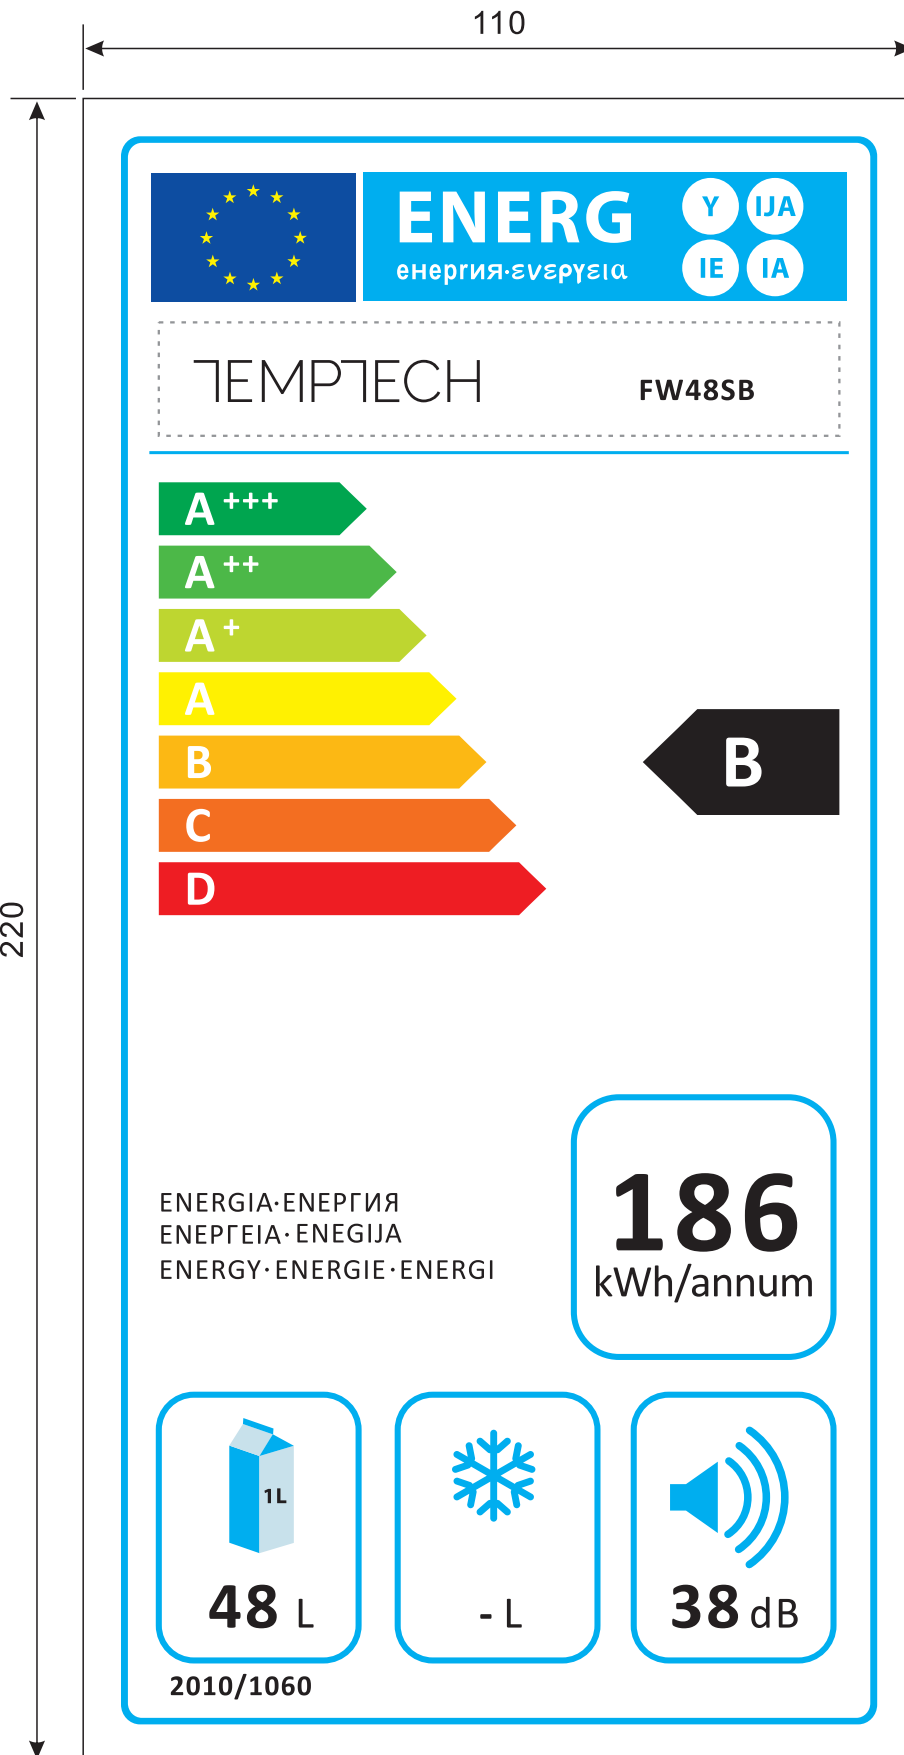 110
220
ENERG
Y IJA
IE IA
енергия·ενεργεια
TEMPTECH FW48SB
A+++
A++
A+
A
B
B
C
D
ENERGIA·ЕНЕРГИЯ
ΕΝΕΡΓΕΙΑ·ENEGIJA
ENERGY·ENERGIE·ENERGI
186
kWh/annum
1L
48 L
- L
38 dB
2010/1060